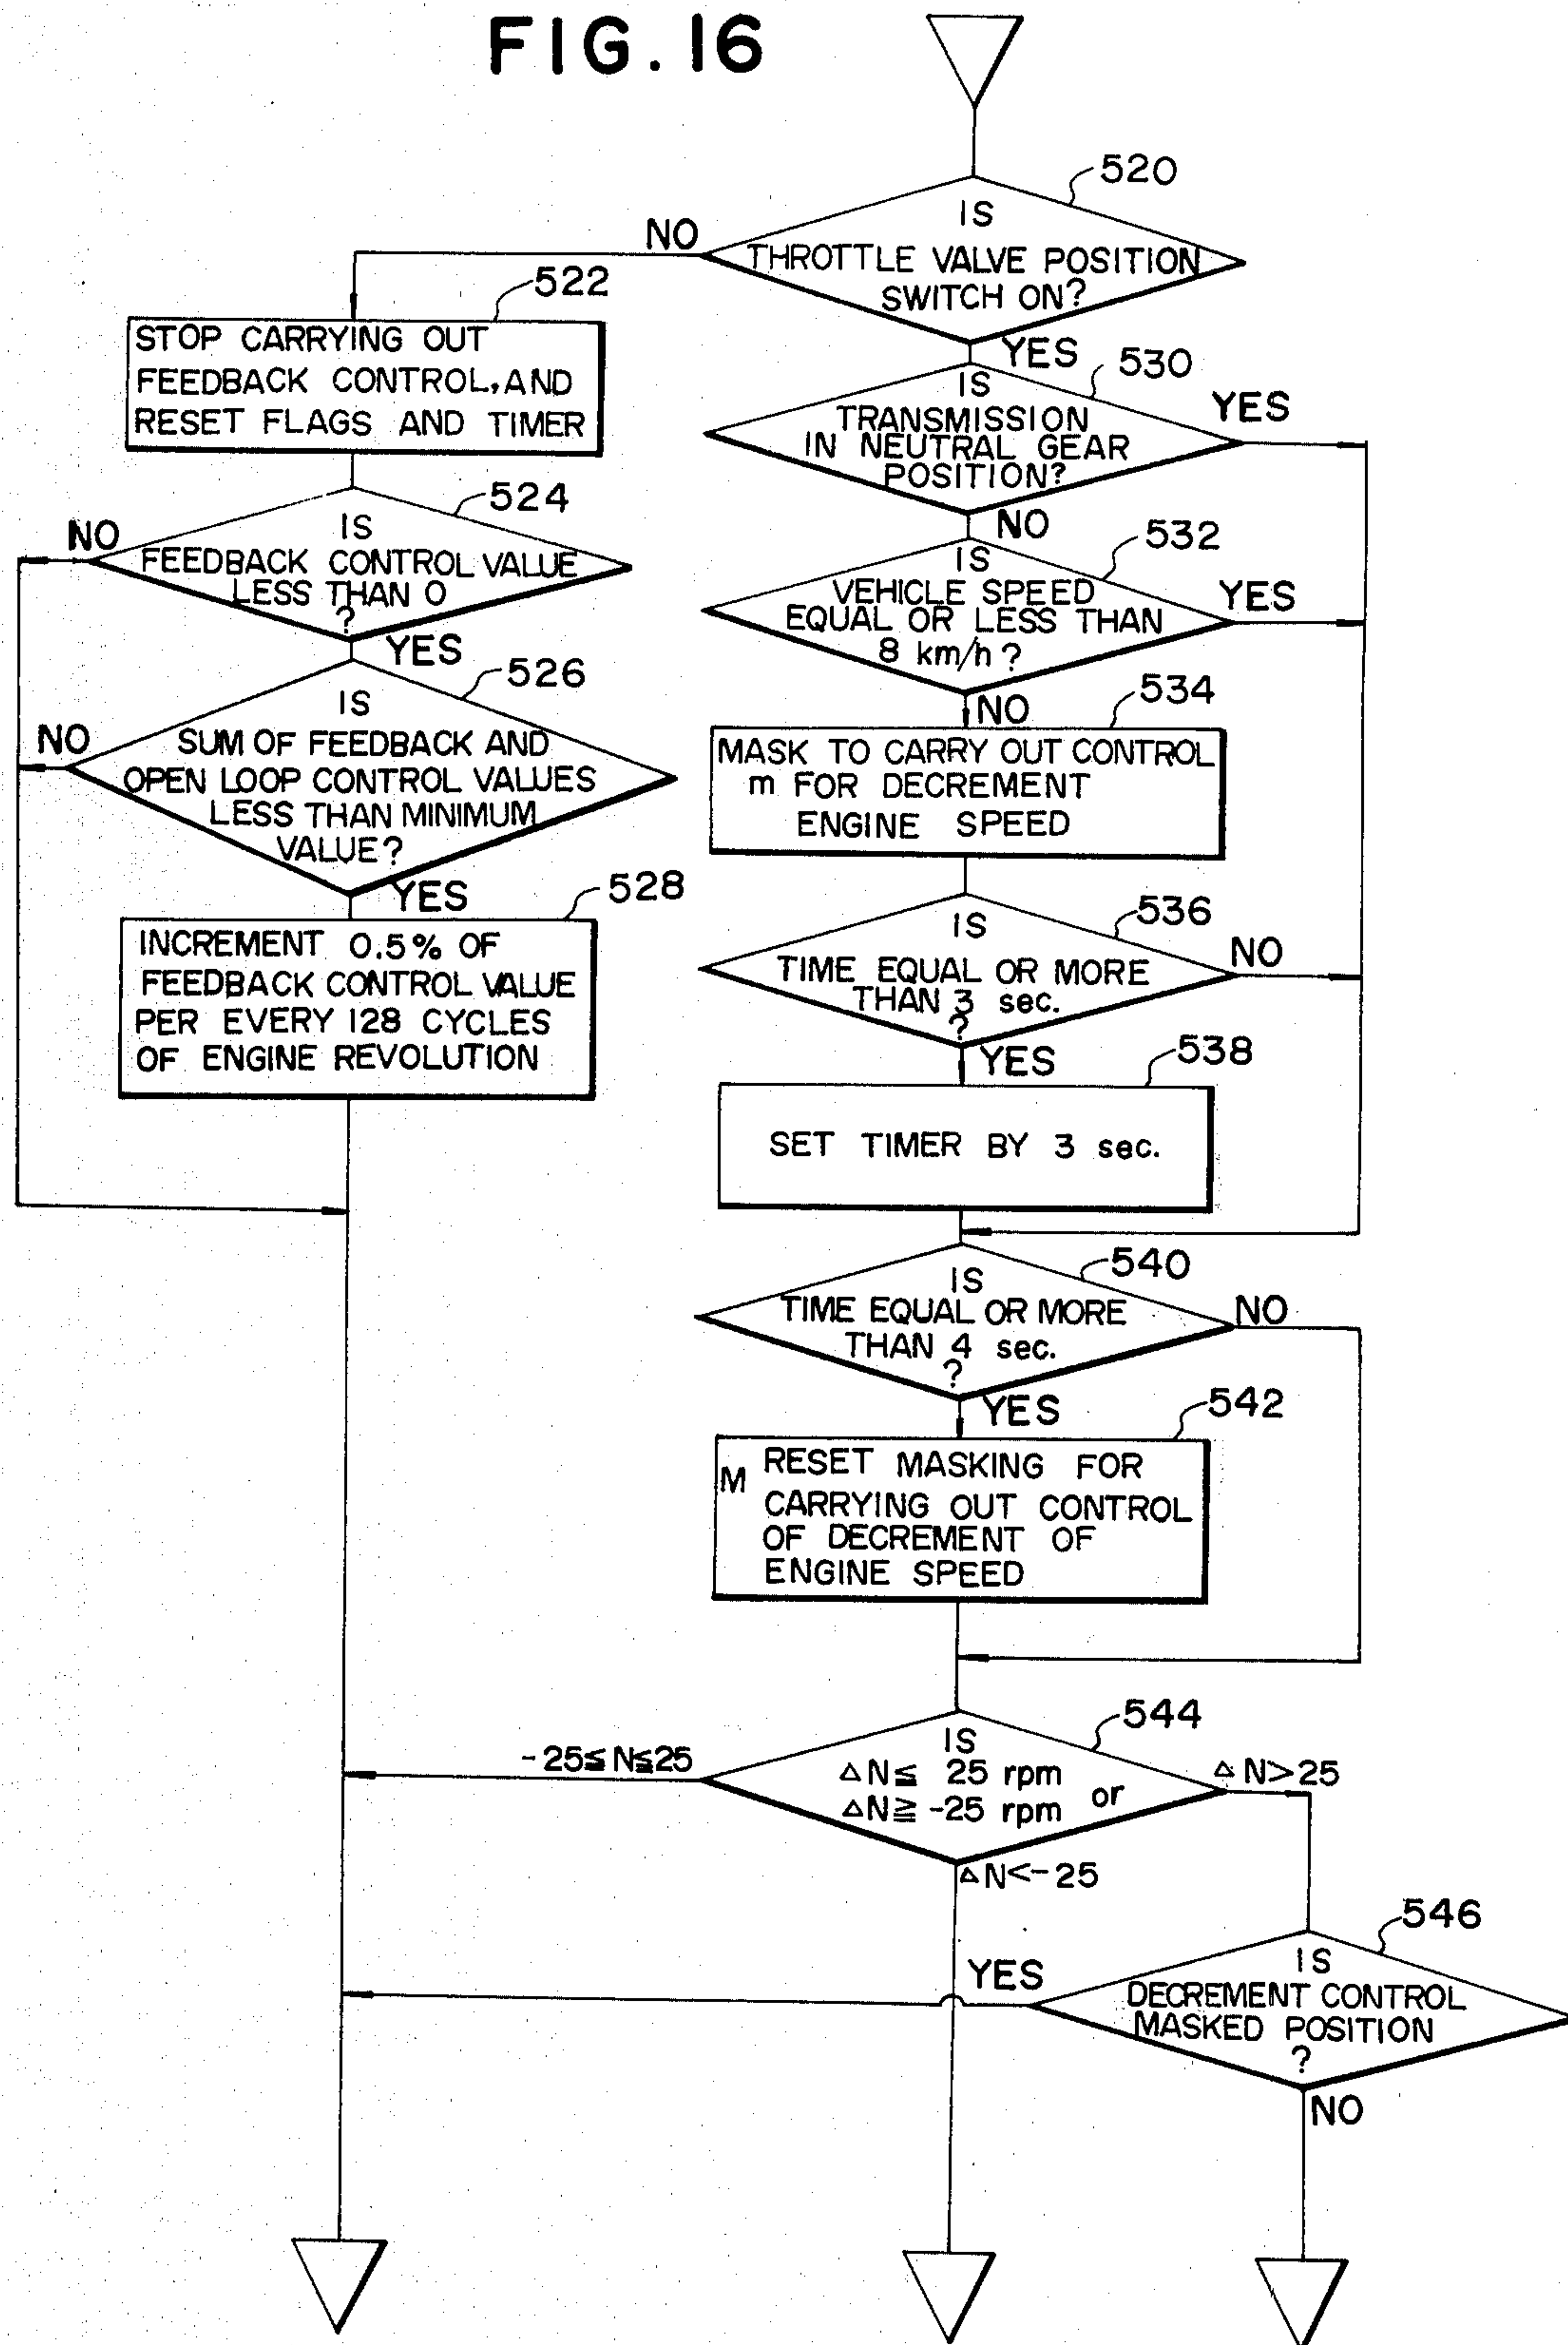 FIG. 16
520
IS
THROTTLE VALVE POSITION
SWITCH ON?
NO
YES
522
STOP CARRYING OUT
FEEDBACK CONTROL, AND
RESET FLAGS AND TIMER
524
IS
FEEDBACK CONTROL VALUE
LESS THAN 0
?
NO
YES
526
IS
SUM OF FEEDBACK AND
OPEN LOOP CONTROL VALUES
LESS THAN MINIMUM
VALUE?
NO
YES
528
INCREMENT 0.5% OF
FEEDBACK CONTROL VALUE
PER EVERY 128 CYCLES
OF ENGINE REVOLUTION
530
IS
TRANSMISSION
IN NEUTRAL GEAR
POSITION?
YES
NO
532
IS
VEHICLE SPEED
EQUAL OR LESS THAN
8 km/h ?
YES
NO
534
MASK TO CARRY OUT CONTROL
m FOR DECREMENT
ENGINE SPEED
536
IS
TIME EQUAL OR MORE
THAN 3 sec.
?
NO
YES
538
SET TIMER BY 3 sec.
540
IS
TIME EQUAL OR MORE
THAN 4 sec.
?
NO
YES
542
M RESET MASKING FOR
CARRYING OUT CONTROL
OF DECREMENT OF
ENGINE SPEED
544
IS
△N≦ 25 rpm
or
△N≧ -25 rpm
-25≦N≦25
△N>25
△N<-25
546
IS
DECREMENT CONTROL
MASKED POSITION
?
YES
NO